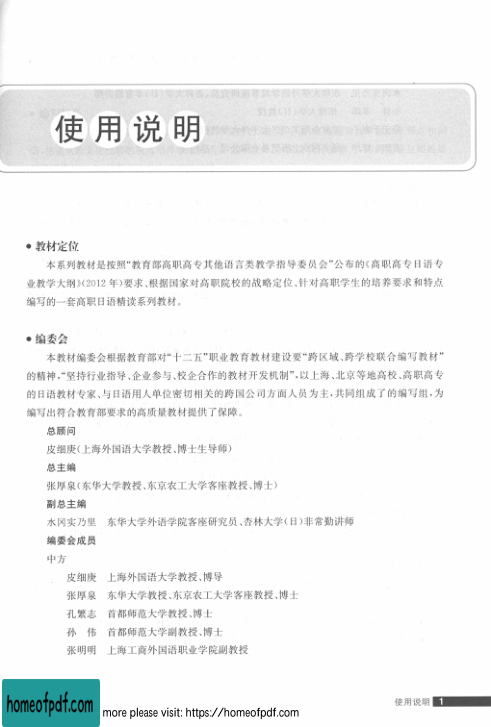 使用说明
● 教材定位
本系列教材是按照“教育部高职高专其他语言类教学指导委员会”公布的《高职高专日语专
业教学大纲》(2012 年)要求、根据国家对高职院校的战略定位、针对高职学生的培养要求和特点
编写的一套高职日语精读系列教材。
● 编委会
本教材编委会根据教育部对“十二五”职业教育教材建设要“跨区域、跨学校联合编写教材”
的精神,“坚持行业指导、企业参与、校企合作的教材开发机制”,以上海、北京等地高校、高职高专
的日语教材专家、与日语用人单位密切相关的跨国公司方面人员为主,共同组成了的编写组,为
编写出符合教育部要求的高质量教材提供了保障。
总顾问
皮细庚(上海外国语大学教授、博士生导师)
总主编
张厚泉(东华大学教授、东京农工大学客座教授、博士)
副总主编
水冈实乃里 东华大学外语学院客座研究员、杏林大学(日)非常勤讲师
编委会成员
中方
皮细庚 上海外国语大学教授、博导
张厚泉 东华大学教授、东京农工大学客座教授、博士
孔繁志 首都师范大学教授、博士
孙 伟 首都师范大学副教授、博士
张明明 上海工商外国语职业学院副教授
使用说明 1
homeofpdf.com more please visit: https://homeofpdf.com